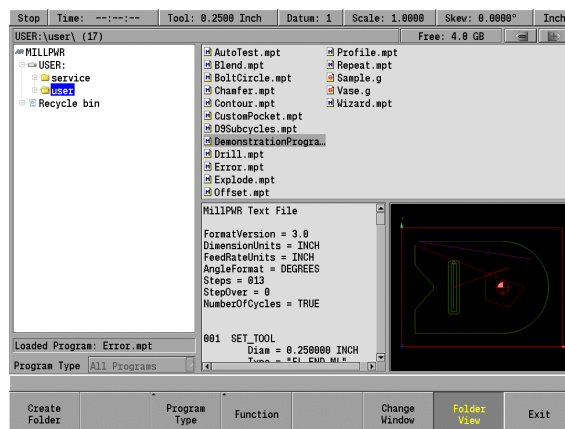 Stop Time: --:--:-- Tool: 0.2500 Inch Datum: 1 Scale: 1.0000 Skew: 0.0000° Inch
USER:\user\ (17) Free: 4.8 GB
MILLPWR
USER:
service
user
Recycle bin
AutoTest.mpt
Blend.mpt
BoltCircle.mpt
Chamfer.mpt
Contour.mpt
CustomPocket.mpt
D9Subcycles.mpt
DemonstrationProgra…
Drill.mpt
Error.mpt
Explode.mpt
Offset.mpt
Profile.mpt
Repeat.mpt
Sample.g
Vase.g
Wizard.mpt
MillPWR Text File
FormatVersion = 3.0
DimensionUnits = INCH
FeedRateUnits = INCH
AngleFormat = DEGREES
Steps = 013
StepOver = 0
NumberOfCycles = TRUE
001 SET_TOOL
Diam = 0.250000 INCH
Type = "FL END ML"
Loaded Program: Error.mpt
Program Type All Programs
Create Folder
Program Type
Function
Change Window
Folder View
Exit